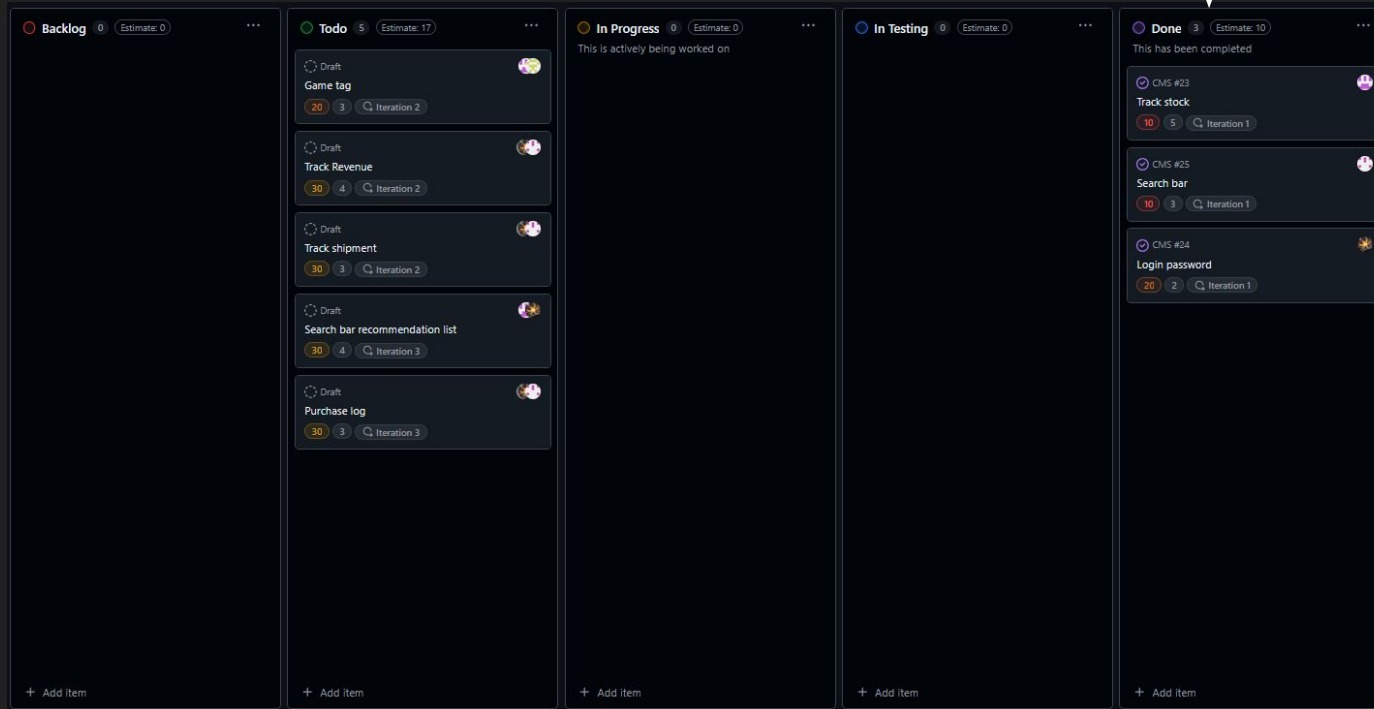 Backlog 0 Estimate: 0 ...
+ Add item
Todo 5 Estimate: 17 ...
Draft
Game tag
20 3 Iteration 2
Draft
Track Revenue
30 4 Iteration 2
Draft
Track shipment
30 3 Iteration 2
Draft
Search bar recommendation list
30 4 Iteration 3
Draft
Purchase log
30 3 Iteration 3
+ Add item
In Progress 0 Estimate: 0 ...
This is actively being worked on
+ Add item
In Testing 0 Estimate: 0 ...
+ Add item
Done 3 Estimate: 10 ...
This has been completed
CMS #23
Track stock
10 5 Iteration 1
CMS #25
Search bar
10 3 Iteration 1
CMS #24
Login password
20 2 Iteration 1
+ Add item